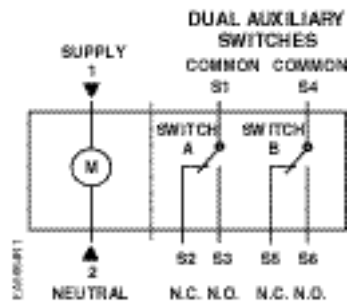 DUAL AUXILIARY
SWITCHES
SUPPLY
1
COMMON COMMON
S1 S4
SWITCH
A
SWITCH
B
M
2
NEUTRAL
S2 S3 S5 S6
N.C. N.O. N.C. N.O.